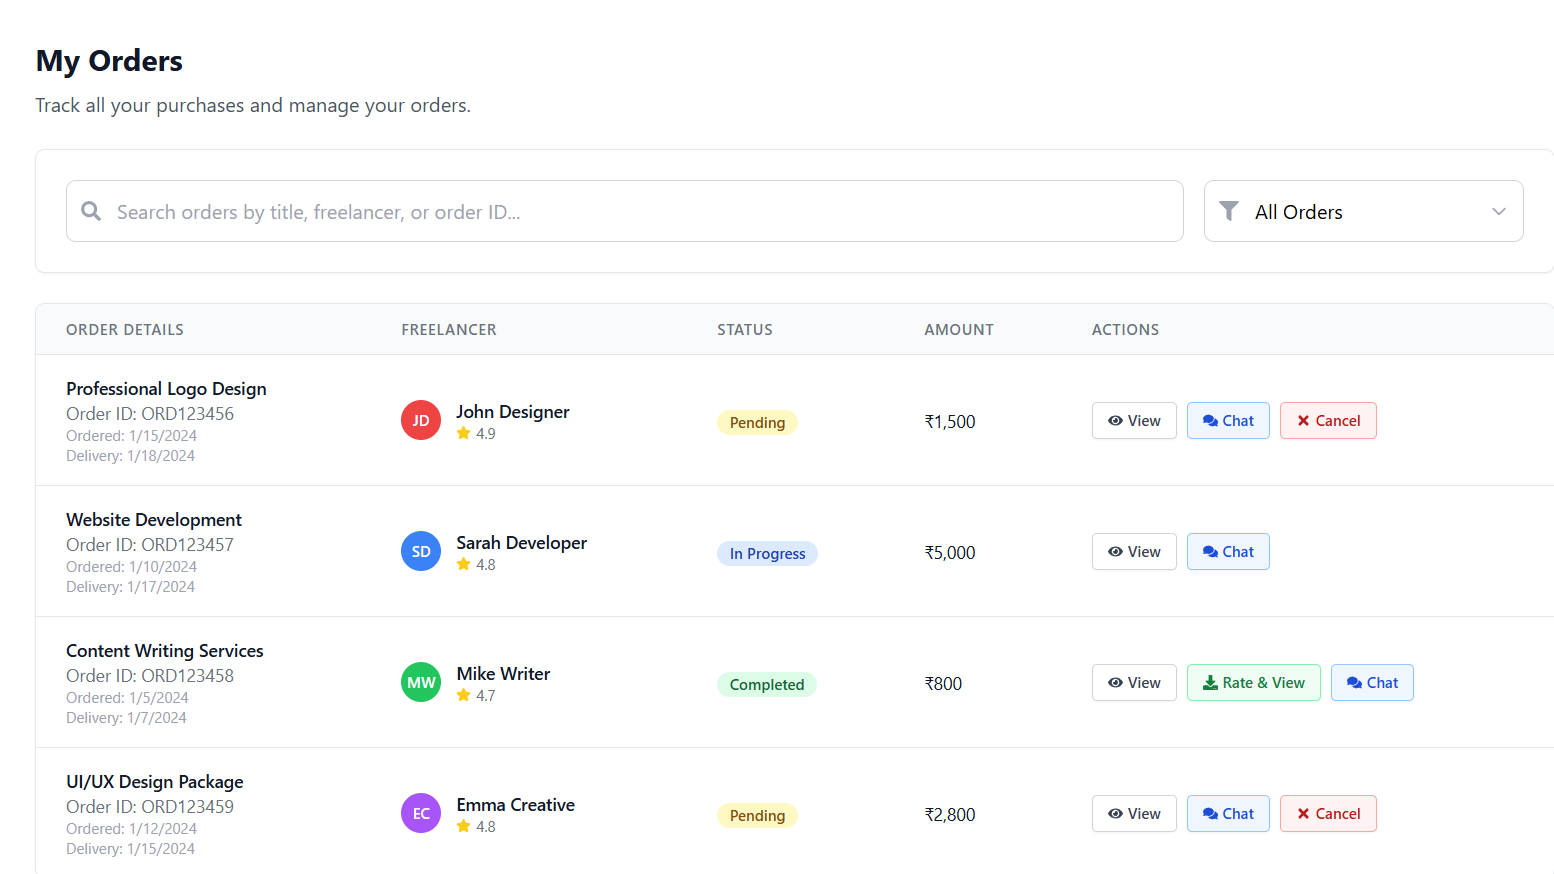 My Orders
Track all your purchases and manage your orders.
Search orders by title, freelancer, or order ID...
All Orders
ORDER DETAILS FREELANCER STATUS AMOUNT ACTIONS
Professional Logo Design
Order ID: ORD123456
Ordered: 1/15/2024
Delivery: 1/18/2024
JD
John Designer
4.9
Pending
₹1,500
View Chat Cancel
Website Development
Order ID: ORD123457
Ordered: 1/10/2024
Delivery: 1/17/2024
SD
Sarah Developer
4.8
In Progress
₹5,000
View Chat
Content Writing Services
Order ID: ORD123458
Ordered: 1/5/2024
Delivery: 1/7/2024
MW
Mike Writer
4.7
Completed
₹800
View Rate & View Chat
UI/UX Design Package
Order ID: ORD123459
Ordered: 1/12/2024
Delivery: 1/15/2024
EC
Emma Creative
4.8
Pending
₹2,800
View Chat Cancel